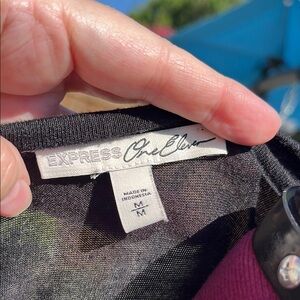 EXPRESS One Eleven
MADE IN
INDONESIA
M
M